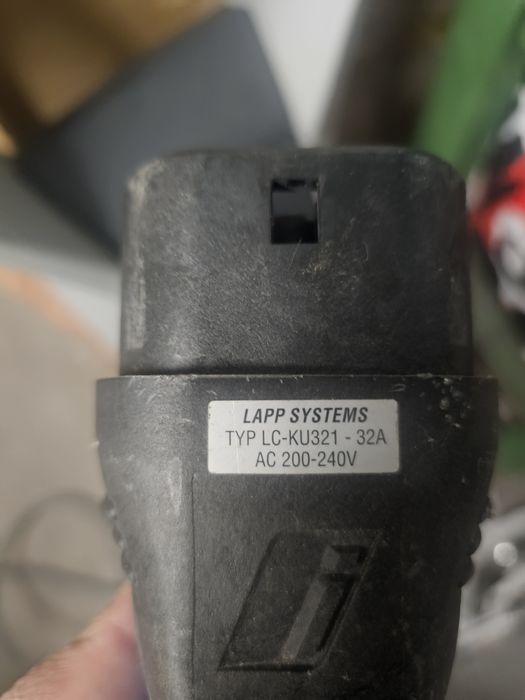 LAPP SYSTEMS
TYP LC-KU321 - 32A
AC 200-240V